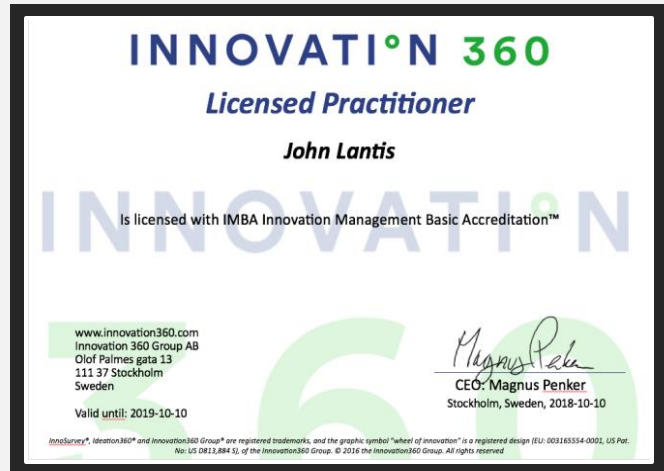 INNOVATI°N 360
Licensed Practitioner
John Lantis
INNOVATI°N
Is licensed with IMBA Innovation Management Basic Accreditation™
360
www.innovation360.com
Innovation 360 Group AB
Olof Palmes gata 13
111 37 Stockholm
Sweden
Valid until: 2019-10-10
Magnus Penker
CEO: Magnus Penker
Stockholm, Sweden, 2018-10-10
InnoSurvey®, Ideation360® and Innovation360 Group® are registered trademarks, and the graphic symbol "wheel of innovation" is a registered design (EU: 003165554-0001, US Pat.
No: US D813,884 S), of the Innovation360 Group. © 2016 the Innovation360 Group. All rights reserved